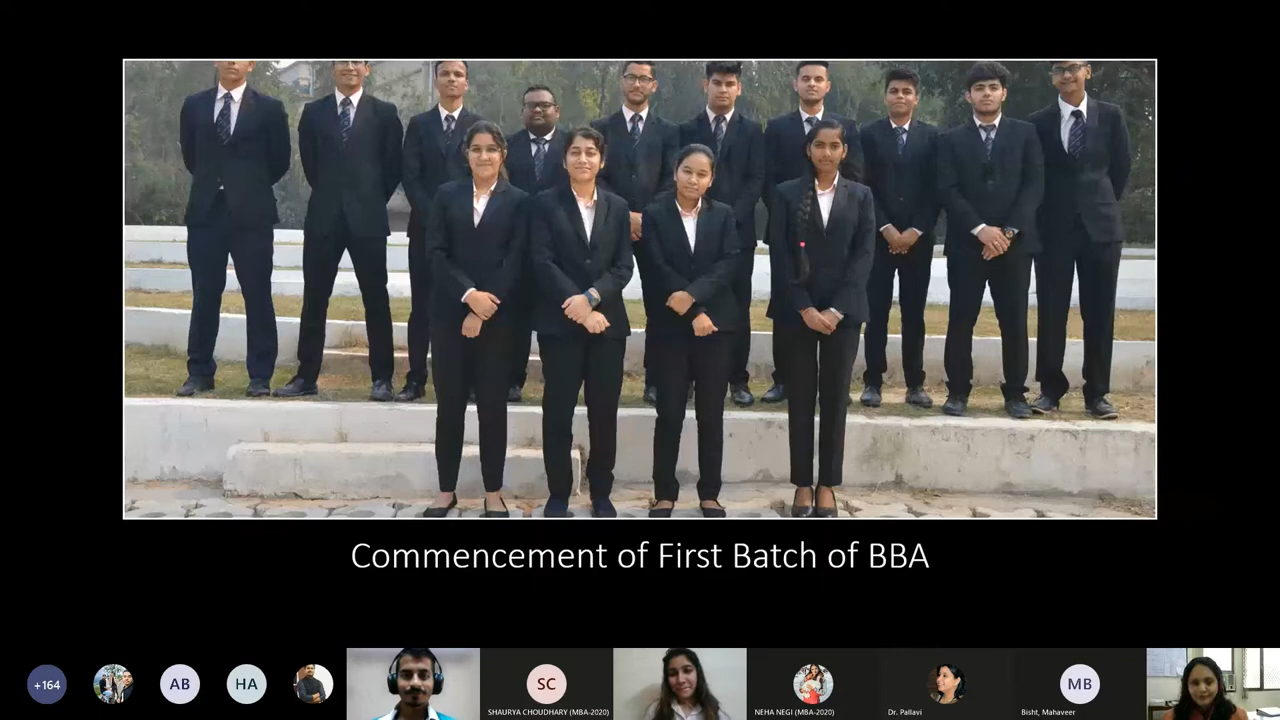 Commencement of First Batch of BBA
+164
AB
HA
SC
SHAURYA CHOUDHARY (MBA-2020)
NEHA NEGI (MBA-2020)
Dr. Pallavi
MB
Bisht, Mahaveer